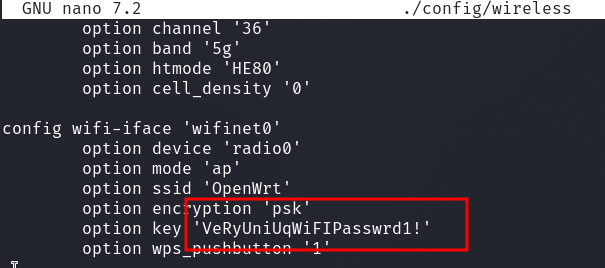 GNU nano 7.2 ./config/wireless
option channel '36'
option band '5g'
option htmode 'HE80'
option cell_density '0'
config wifi-iface 'wifinet0'
option device 'radio0'
option mode 'ap'
option ssid 'OpenWrt'
option encryption 'psk'
option key 'VeRyUniUqWiFIPasswrd1!'
option wps_pushbutton '1'